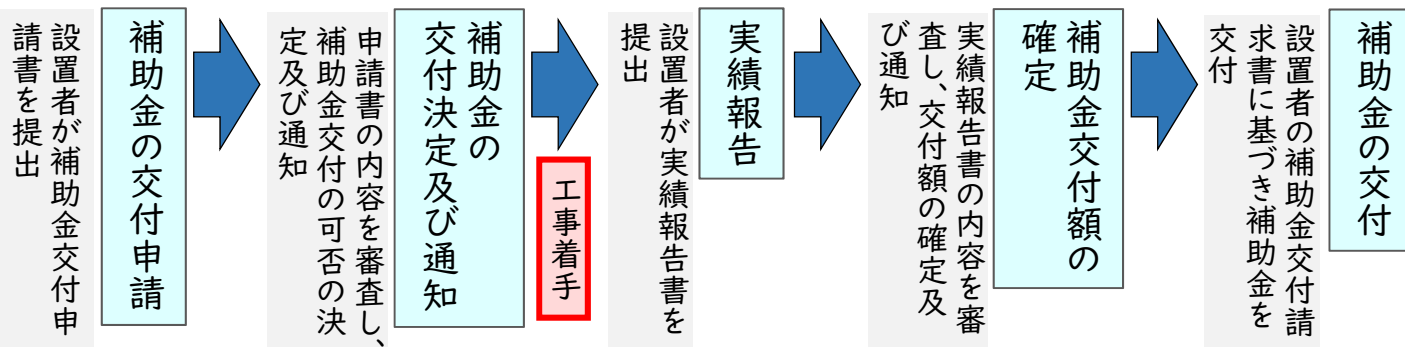 補助金の交付申請
設置者が補助金交付申
請書を提出
補助金の
交付決定及び通知
申請書の内容を審査し、
補助金交付の可否の決
定及び通知
工事着手
実績報告
設置者が実績報告書を
提出
補助金交付額の
確定
実績報告書の内容を審
査し、交付額の確定及
び通知
補助金の交付
設置者の補助金交付請
求書に基づき補助金を
交付